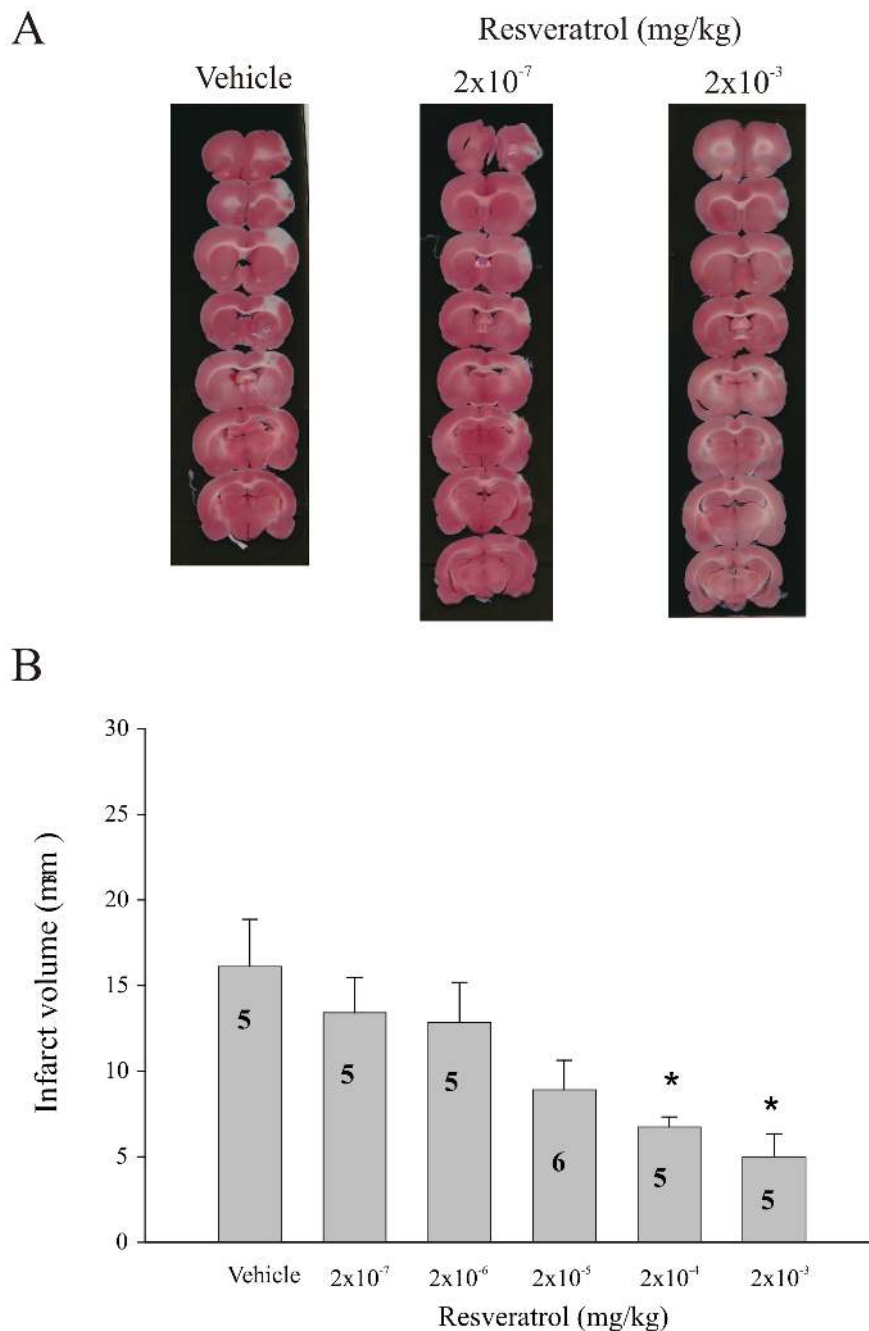 A
Resveratrol (mg/kg)
Vehicle
2x10⁻⁷
2x10⁻³
B
Infarct volume (mm³)
30
25
20
15
10
5
0
5
5
5
6
5
5
*
*
Vehicle
2x10⁻⁷
2x10⁻⁶
2x10⁻⁵
2x10⁻⁴
2x10⁻³
Resveratrol (mg/kg)